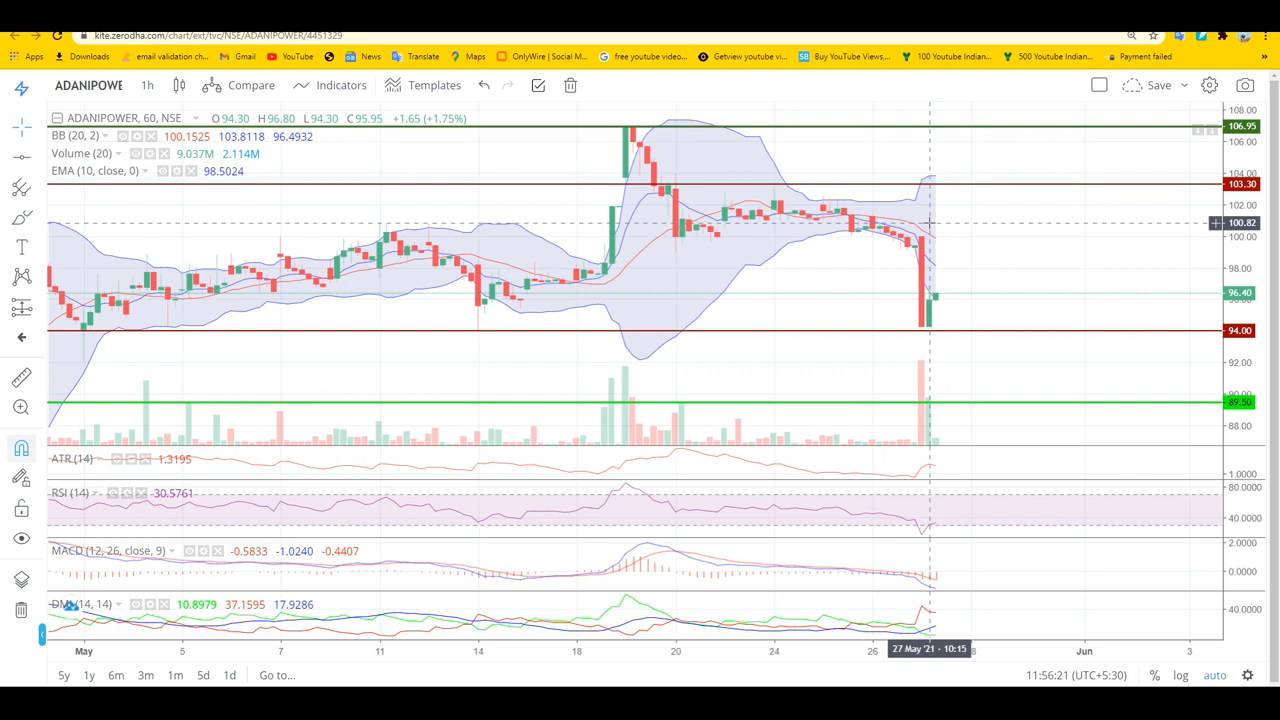 kite.zerodha.com/chart/ext/tvc/NSE/ADANIPOWER/4451329
Apps Downloads email validation ch... Gmail YouTube News Translate Maps OnlyWire | Social M... free youtube video... Getview youtube vi... SB Buy YouTube Views,... 100 Youtube Indian... 500 Youtube Indian... Payment failed »
ADANIPOWE 1h Compare Indicators Templates Save
ADANIPOWER, 60, NSE O94.30 H96.80 L94.30 C95.95 +1.65 (+1.75%)
BB (20, 2) 100.1525 103.8118 96.4932
Volume (20) 9.037M 2.114M
EMA (10, close, 0) 98.5024
108.00
106.95
106.00
104.00
103.30
102.00
100.82
100.00
98.00
96.40
96.00
94.00
92.00
90.00
89.50
88.00
ATR (14) 1.3195
1.0000
RSI (14) 30.5761
80.0000
40.0000
MACD (12, 26, close, 9) -0.5833 -1.0240 -0.4407
2.0000
0.0000
DMI (14, 14) 10.8979 37.1595 17.9286
40.0000
May 5 7 11 14 18 20 24 26 27 May '21 - 10:15 8 Jun 3
5y 1y 6m 3m 1m 5d 1d Go to... 11:56:21 (UTC+5:30) % log auto